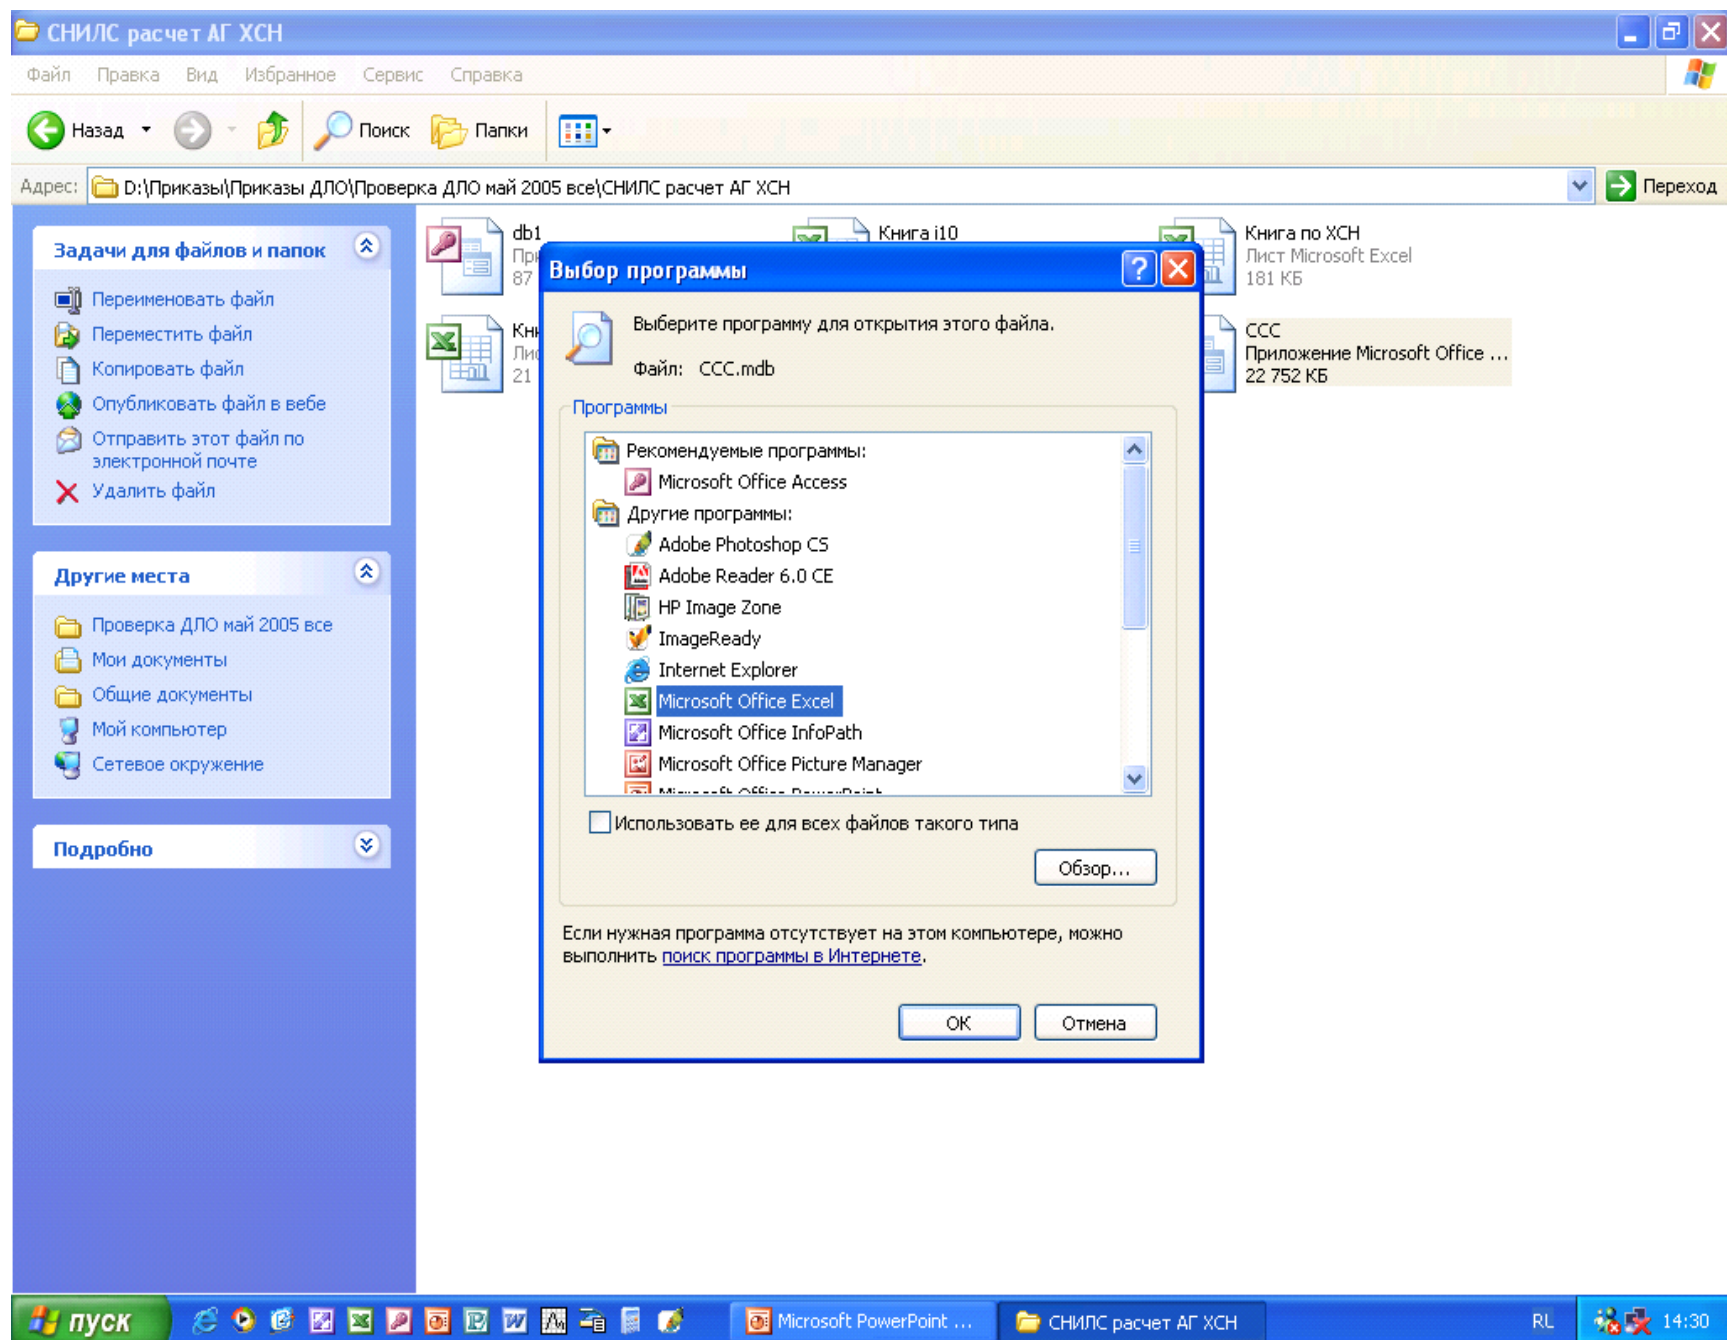 СНИЛС расчет АГ ХСН
Файл Правка Вид Избранное Сервис Справка
Назад Поиск Папки
Адрес: D:\Приказы\Приказы ДЛО\Проверка ДЛО май 2005 все\СНИЛС расчет АГ ХСН Переход
Задачи для файлов и папок
Переименовать файл
Переместить файл
Копировать файл
Опубликовать файл в вебе
Отправить этот файл по
электронной почте
Удалить файл
Другие места
Проверка ДЛО май 2005 все
Мои документы
Общие документы
Мой компьютер
Сетевое окружение
Подробно
db1
87
Книга i10
Книга по ХСН
Лист Microsoft Excel
181 КБ
21
ССС
Приложение Microsoft Office ...
22 752 КБ
Выбор программы
Выберите программу для открытия этого файла.
Файл: ССС.mdb
Программы
Рекомендуемые программы:
Microsoft Office Access
Другие программы:
Adobe Photoshop CS
Adobe Reader 6.0 CE
HP Image Zone
ImageReady
Internet Explorer
Microsoft Office Excel
Microsoft Office InfoPath
Microsoft Office Picture Manager
Microsoft Office PowerPoint
Использовать ее для всех файлов такого типа
Обзор...
Если нужная программа отсутствует на этом компьютере, можно
выполнить поиск программы в Интернете.
ОК Отмена
пуск Microsoft PowerPoint ... СНИЛС расчет АГ ХСН RL 14:30